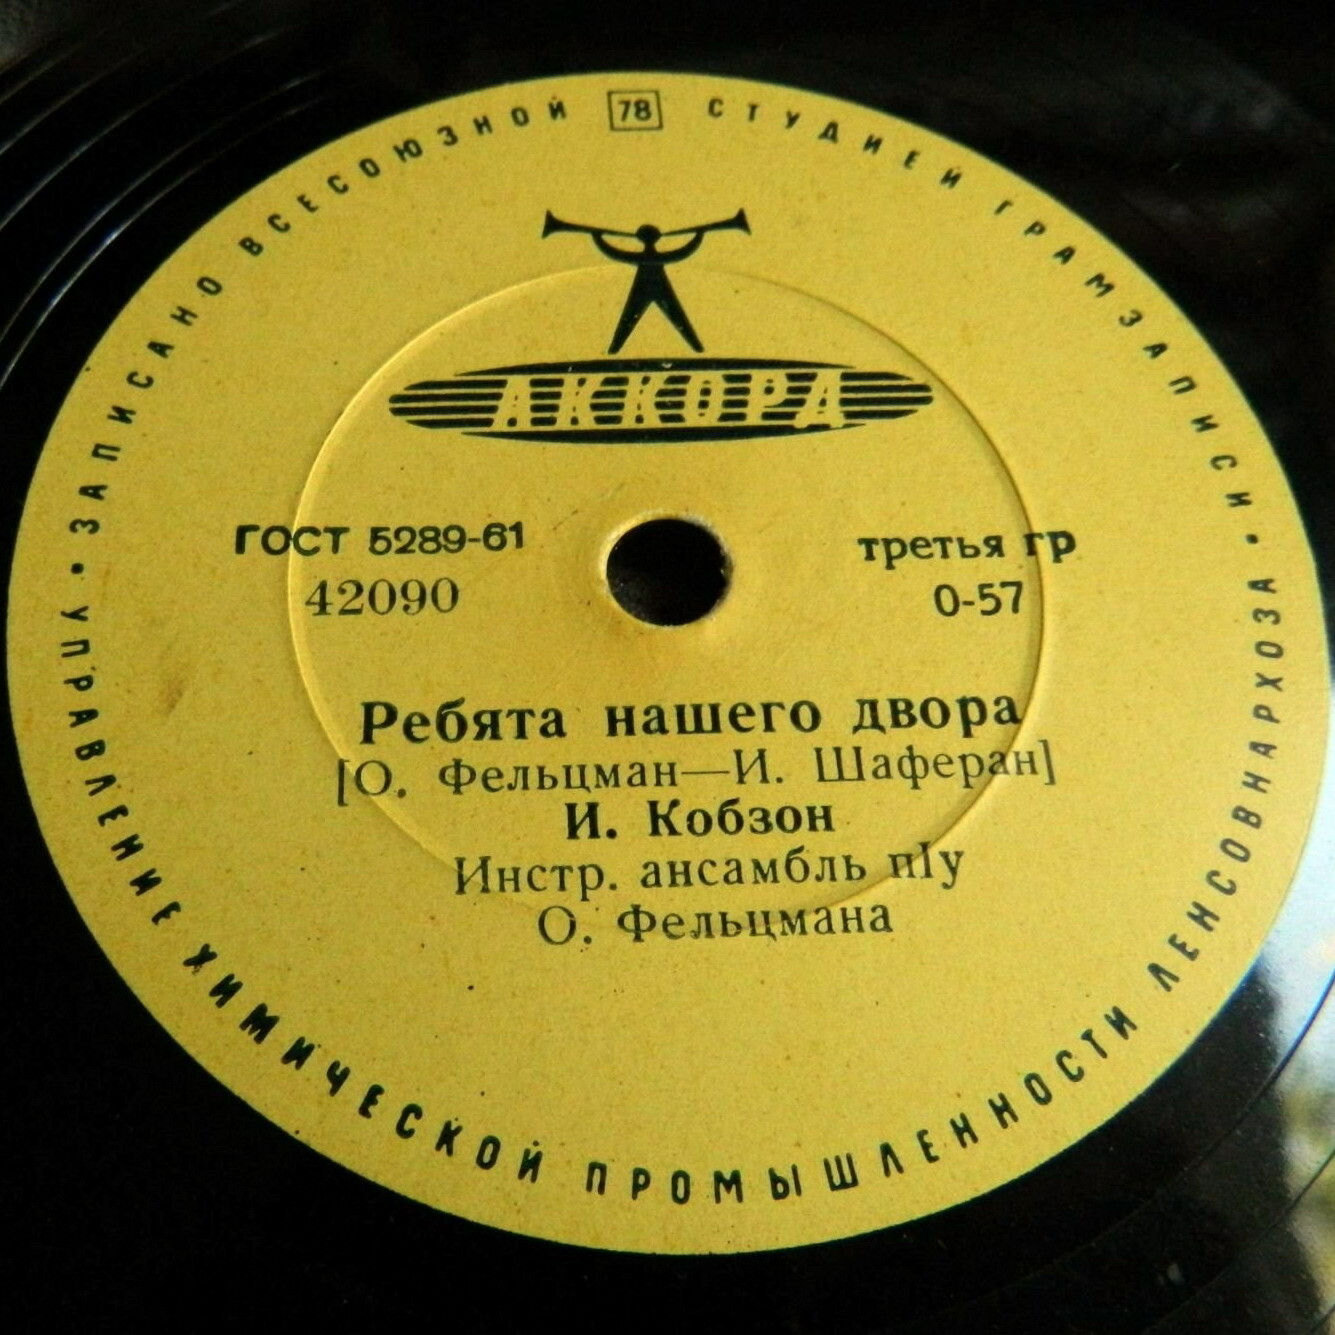 · ЗАПИСАНО ВСЕСОЮЗНОЙ 78 СТУДИЕЙ ГРАМЗАПИСИ ·
АККОРД
ГОСТ 5289-61 третья гр
42090 0-57
Ребята нашего двора
[О. Фельцман—И. Шаферан]
И. Кобзон
Инстр. ансамбль п/у
О. Фельцмана
УПРАВЛЕНИЕ ХИМИЧЕСКОЙ ПРОМЫШЛЕННОСТИ ЛЕНСОВНАРХОЗА